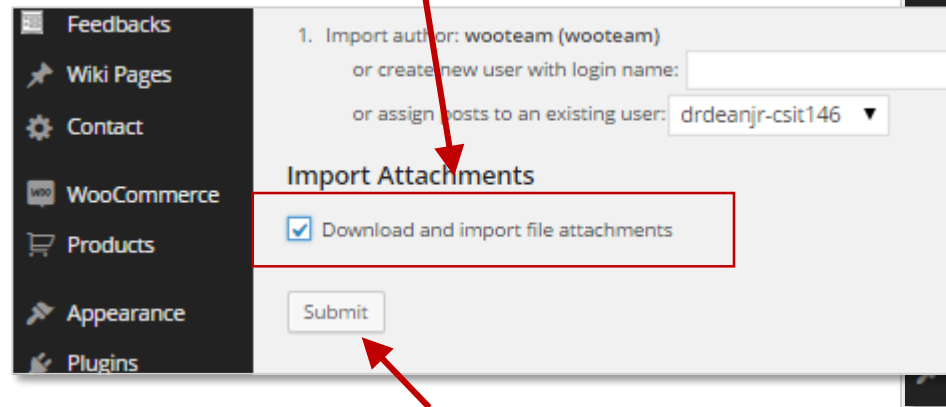 Feedbacks
Wiki Pages
Contact
WOO WooCommerce
Products
Appearance
Plugins
1. Import author: wooteam (wooteam)
or create new user with login name:
or assign posts to an existing user: drdeanjr-csit146
Import Attachments
Download and import file attachments
Submit